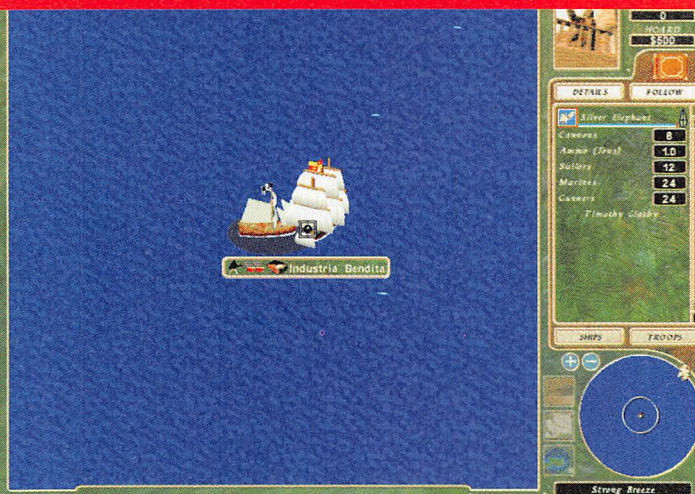 0
HOARD
$500
DETAILS
FOLLOW
Silver Elephant
Cannons 8
Ammo (Tons) 1.0
Sailors 12
Marines 24
Gunners 24
Timothy Glasby
Industria Bendita
SHIPS
TROOPS
Strong Breeze